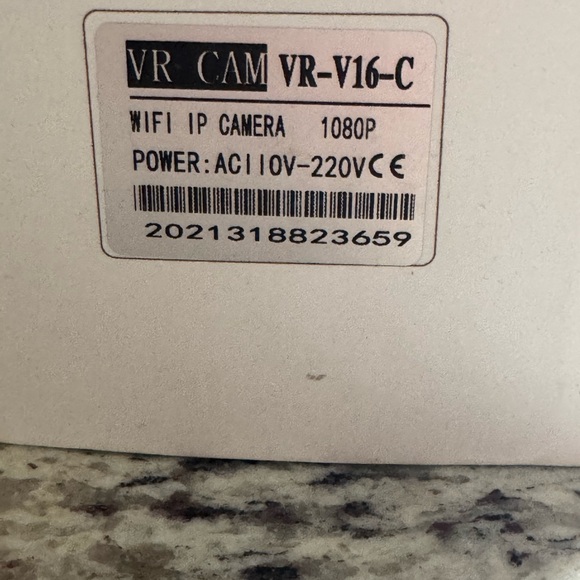 VR CAM VR-V16-C
WIFI IP CAMERA 1080P
POWER:AC110V-220V CE
2021318823659